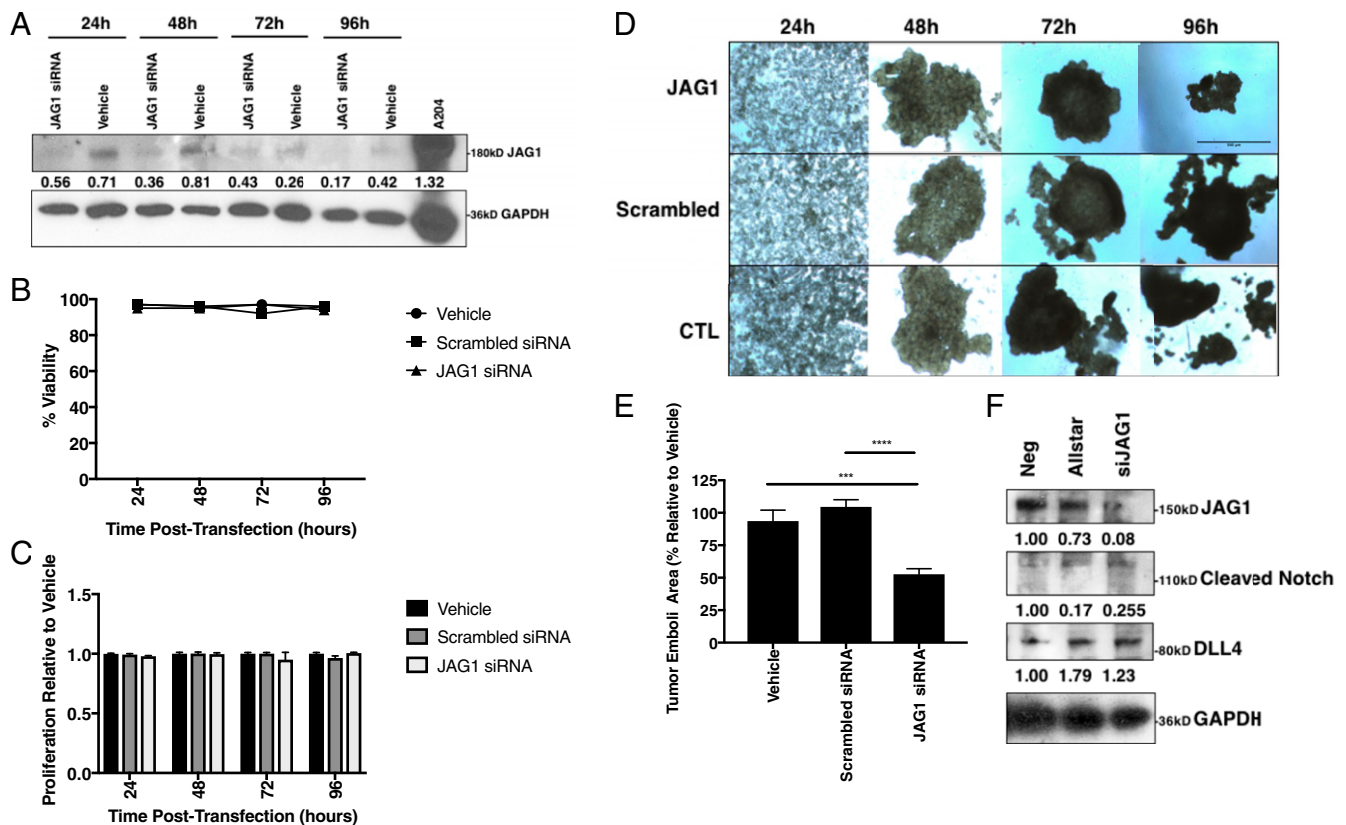 A
24h 48h 72h 96h
JAG1 siRNA
Vehicle
JAG1 siRNA
Vehicle
JAG1 siRNA
Vehicle
JAG1 siRNA
Vehicle
A204
-180kD JAG1
0.56 0.71 0.36 0.81 0.43 0.26 0.17 0.42 1.32
-36kD GAPDH
B
% Viability
100
80
60
40
20
0
24 48 72 96
Time Post-Transfection (hours)
Vehicle
Scrambled siRNA
JAG1 siRNA
C
Proliferation Relative to Vehicle
1.5
1.0
0.5
0.0
24 48 72 96
Time Post-Transfection (hours)
Vehicle
Scrambled siRNA
JAG1 siRNA
D
24h 48h 72h 96h
JAG1
Scrambled
CTL
E
Tumor Emboli Area (% Relative to Vehicle)
125
100
75
50
25
0
****
***
Vehicle
Scrambled siRNA
JAG1 siRNA
F
Neg
Allstar
siJAG1
-150kD JAG1
1.00 0.73 0.08
-110kD Cleaved Notch
1.00 0.17 0.255
-80kD DLL4
1.00 1.79 1.23
-36kD GAPDH